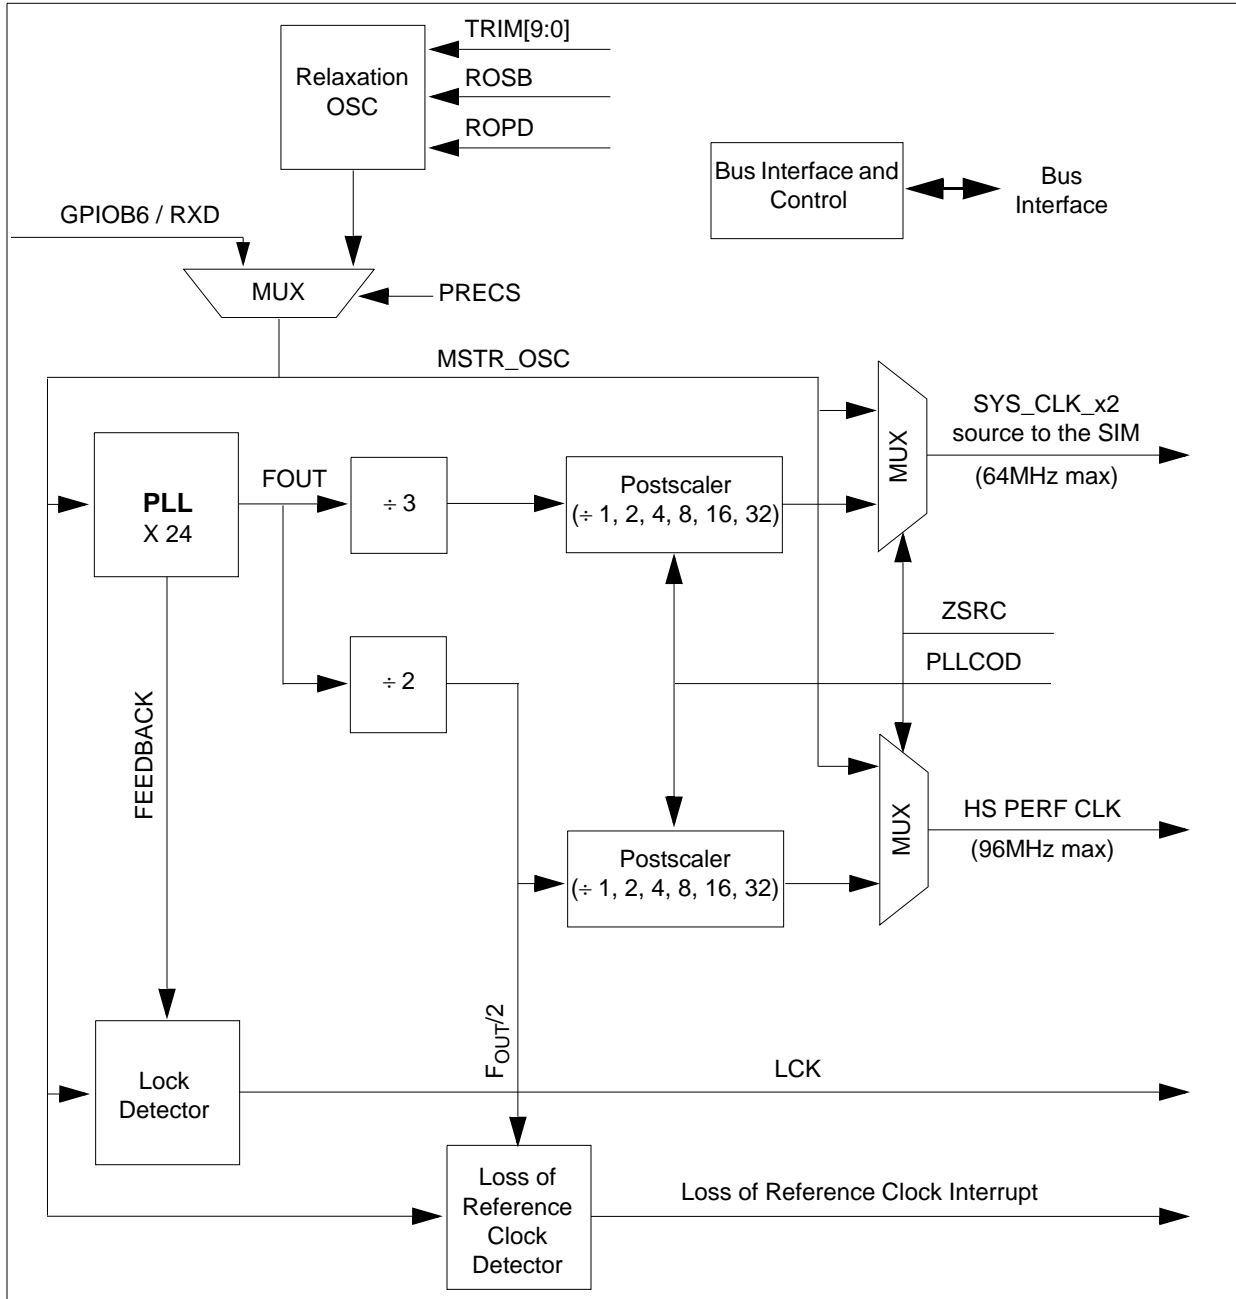 TRIM[9:0]
Relaxation
OSC
ROSB
ROPD
Bus Interface and
Control
Bus
Interface
GPIOB6 / RXD
MUX
PRECS
MSTR_OSC
SYS_CLK_x2
source to the SIM
(64MHz max)
MUX
PLL
X 24
FOUT
÷ 3
Postscaler
(÷ 1, 2, 4, 8, 16, 32)
ZSRC
PLLCOD
÷ 2
FEEDBACK
MUX
HS PERF CLK
(96MHz max)
Postscaler
(÷ 1, 2, 4, 8, 16, 32)
FOUT/2
Lock
Detector
LCK
Loss of
Reference
Clock
Detector
Loss of Reference Clock Interrupt